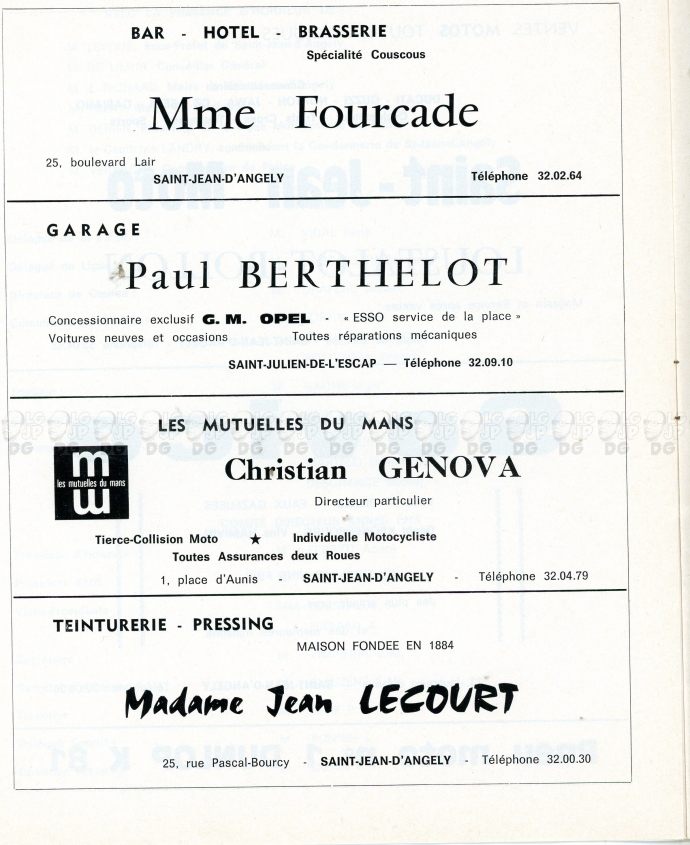 BAR - HOTEL - BRASSERIE
Spécialité Couscous
Mme Fourcade
25, boulevard Lair
SAINT-JEAN-D'ANGELY Téléphone 32.02.64
GARAGE
Paul BERTHELOT
Concessionnaire exclusif G. M. OPEL - « ESSO service de la place »
Voitures neuves et occasions Toutes réparations mécaniques
SAINT-JULIEN-DE-L'ESCAP — Téléphone 32.09.10
LES MUTUELLES DU MANS
m
les mutuelles du mans
Christian GENOVA
Directeur particulier
Tierce-Collision Moto ★ Individuelle Motocycliste
Toutes Assurances deux Roues
1, place d'Aunis - SAINT-JEAN-D'ANGELY - Téléphone 32.04.79
TEINTURERIE - PRESSING
MAISON FONDEE EN 1884
Madame Jean LECOURT
25, rue Pascal-Bourcy - SAINT-JEAN-D'ANGELY - Téléphone 32.00.30